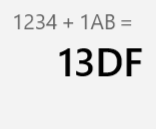 1234 + 1AB =
13DF